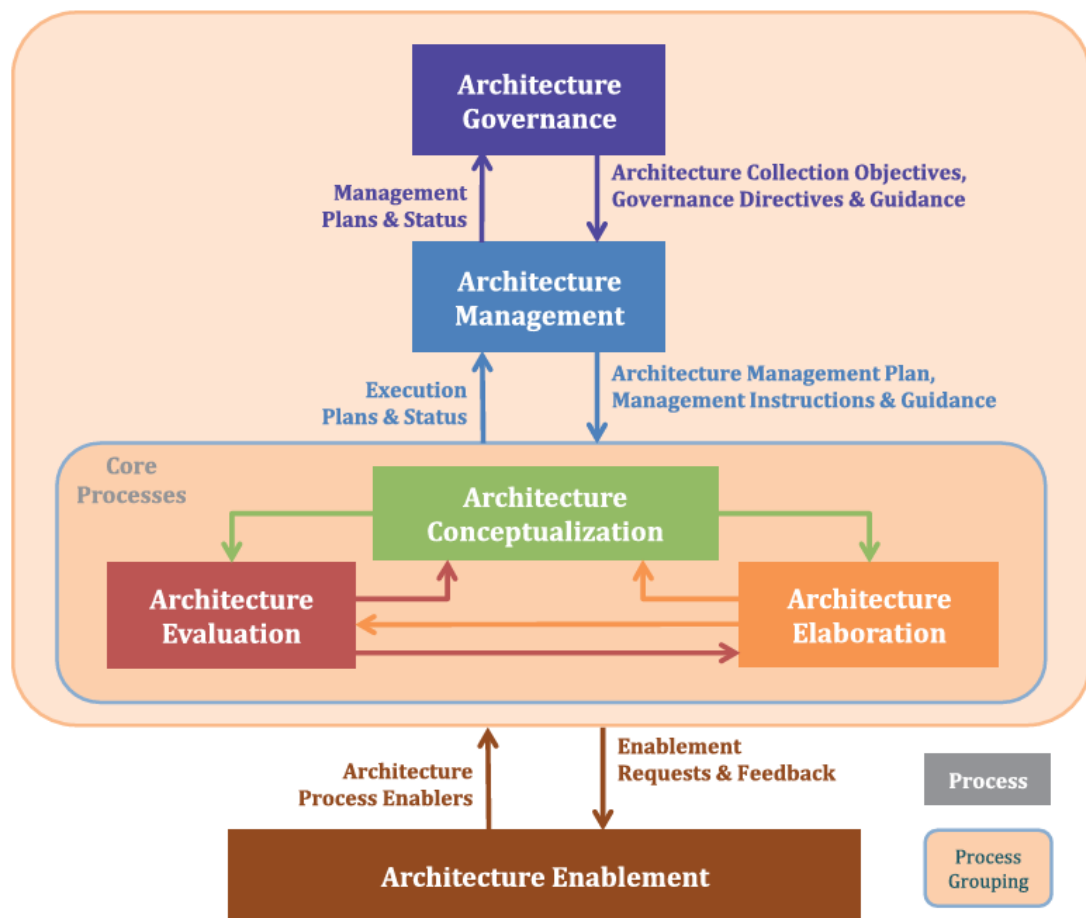 Architecture
Governance
Management
Plans & Status
Architecture Collection Objectives,
Governance Directives & Guidance
Architecture
Management
Execution
Plans & Status
Architecture Management Plan,
Management Instructions & Guidance
Core
Processes
Architecture
Conceptualization
Architecture
Evaluation
Architecture
Elaboration
Architecture
Process Enablers
Enablement
Requests & Feedback
Process
Architecture Enablement
Process
Grouping